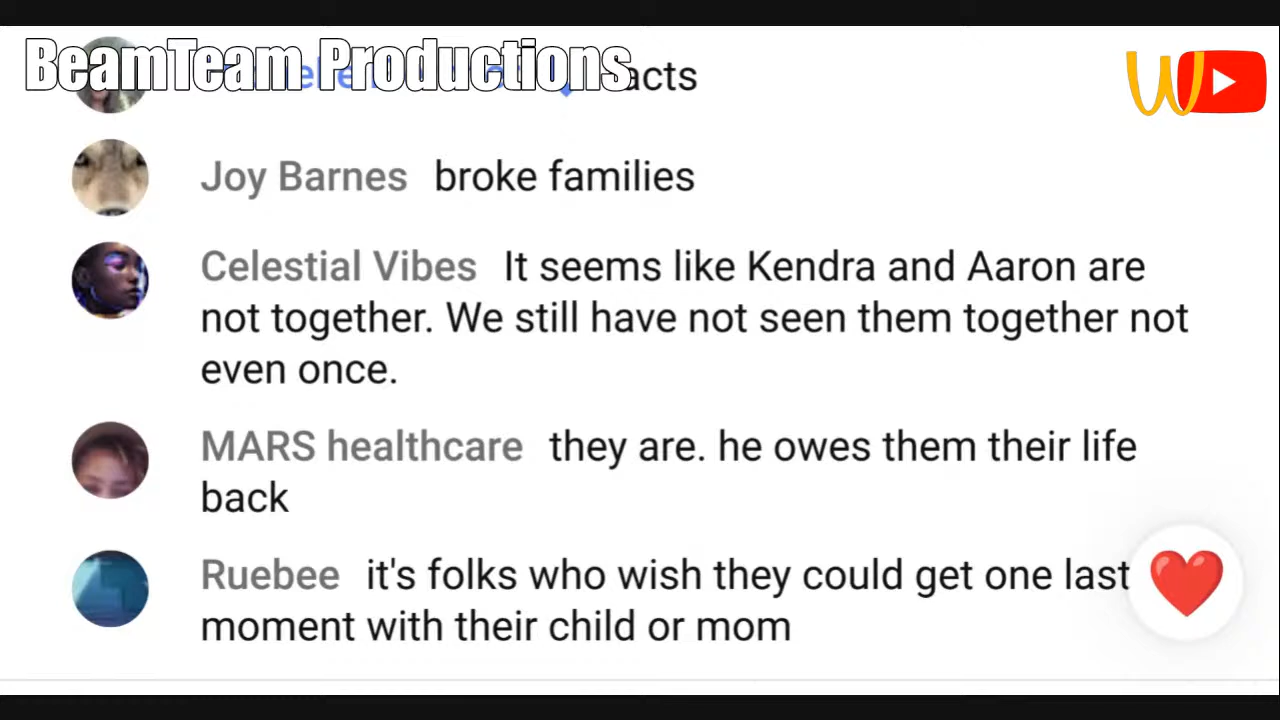 BeamTeam Productions
acts
Joy Barnes broke families
Celestial Vibes It seems like Kendra and Aaron are
not together. We still have not seen them together not
even once.
MARS healthcare they are. he owes them their life
back
Ruebee it's folks who wish they could get one last
moment with their child or mom